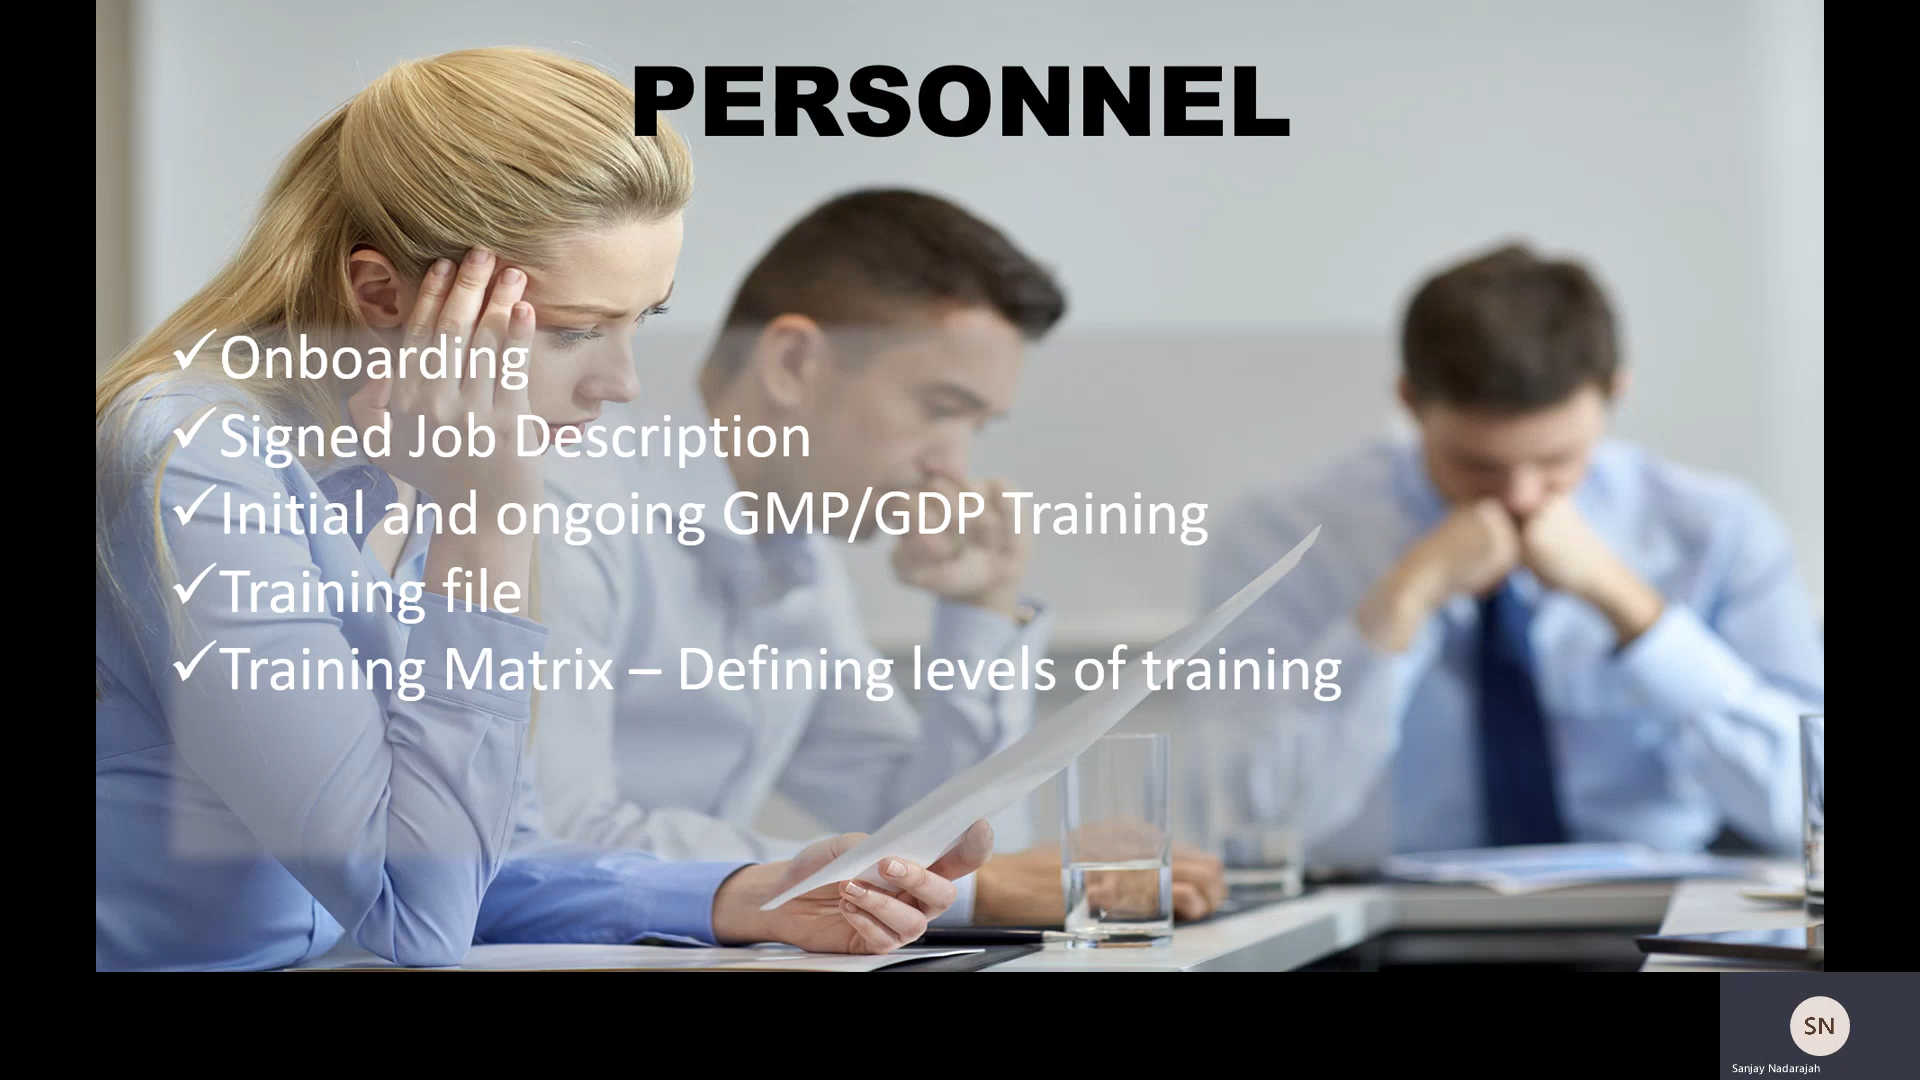 PERSONNEL
✓Onboarding
✓Signed Job Description
✓Initial and ongoing GMP/GDP Training
✓Training file
✓Training Matrix – Defining levels of training
SN
Sanjay Nadarajah